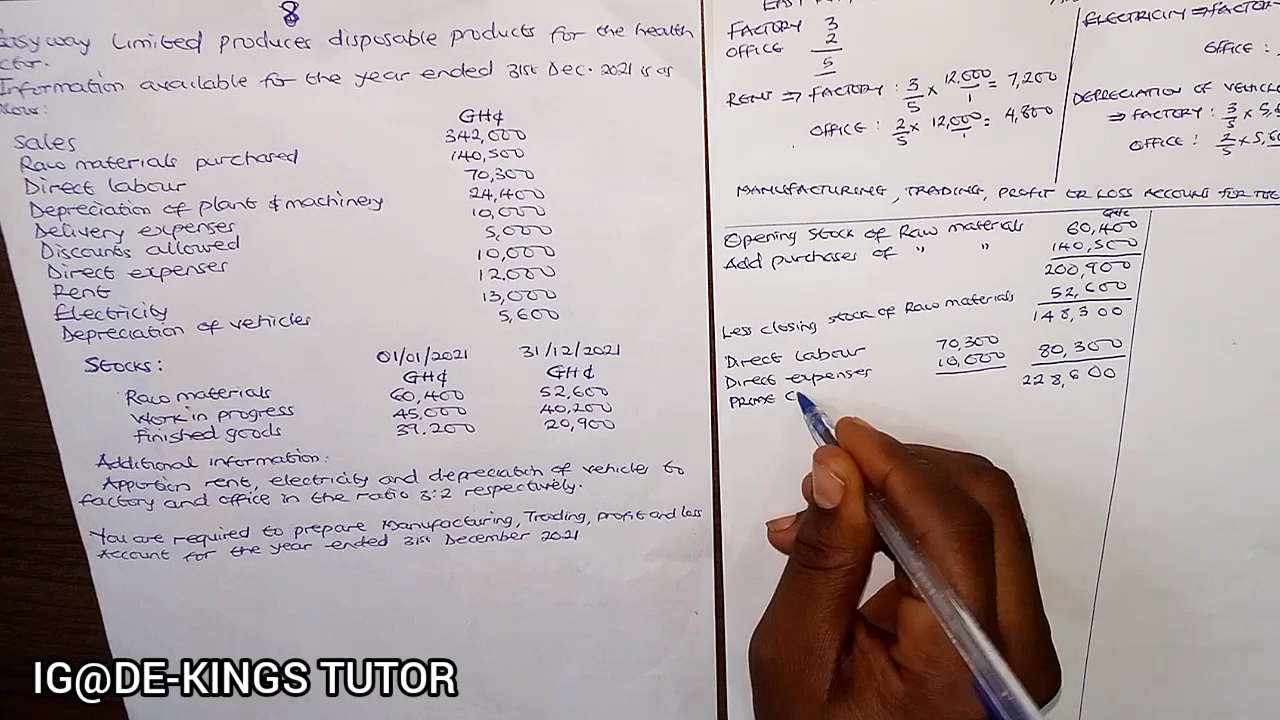 8
Easyway Limited produces disposable products for the health
ctor.
Information available for the year ended 31st Dec. 2021 is as
GH¢
Sales 342,000
Raw materials purchased 140,500
Direct labour 70,300
Depreciation of plant & machinery 24,400
Delivery expenses 10,000
Discounts allowed 5,000
Direct expenses 10,000
Rent 12,000
Electricity 13,000
Depreciation of vehicles 5,600
Stocks: 01/01/2021 31/12/2021
GH¢ GH¢
Raw materials 60,400 52,600
Work in progress 45,000 40,200
Finished goods 39,200 20,900
Additional information:
Apportion rent, electricity and depreciation of vehicles to
factory and office in the ratio 3:2 respectively.
You are required to prepare Manufacturing, Trading, profit and loss
Account for the year ended 31st December 2021
FACTORY 3
OFFICE 2
5
RENT ⇒ FACTORY : 3/5 × 12,000/1 = 7,200
OFFICE : 2/5 × 12,000/1 = 4,800
ELECTRICITY ⇒ FACTORY
OFFICE :
DEPRECIATION OF VEHICLE
⇒ FACTORY : 3/5 × 5,
OFFICE : 2/5 × 5,6
MANUFACTURING, TRADING, PROFIT OR LOSS ACCOUNT FOR THE
GH¢
Opening stock of Raw materials 60,400
Add purchases of " " 140,500
200,900
Less closing stock of Raw materials 52,600
148,300
Direct Labour 70,300
Direct expenses 10,000 80,300
PRIME C 228,600
IG@DE-KINGS TUTOR